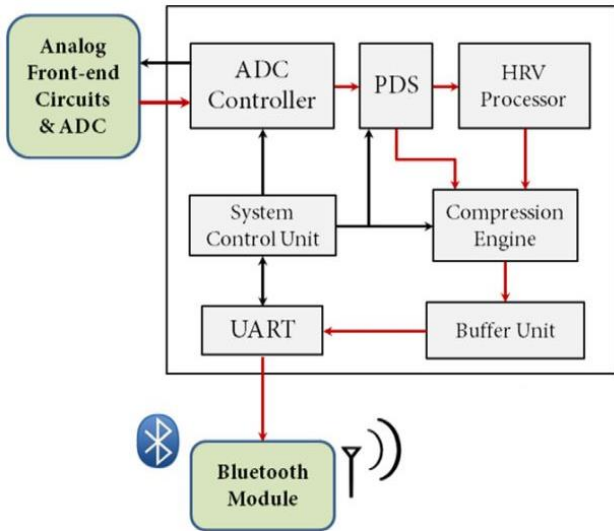 Analog
Front-end
Circuits
& ADC
ADC
Controller
PDS
HRV
Processor
System
Control Unit
Compression
Engine
UART
Buffer Unit
Bluetooth
Module